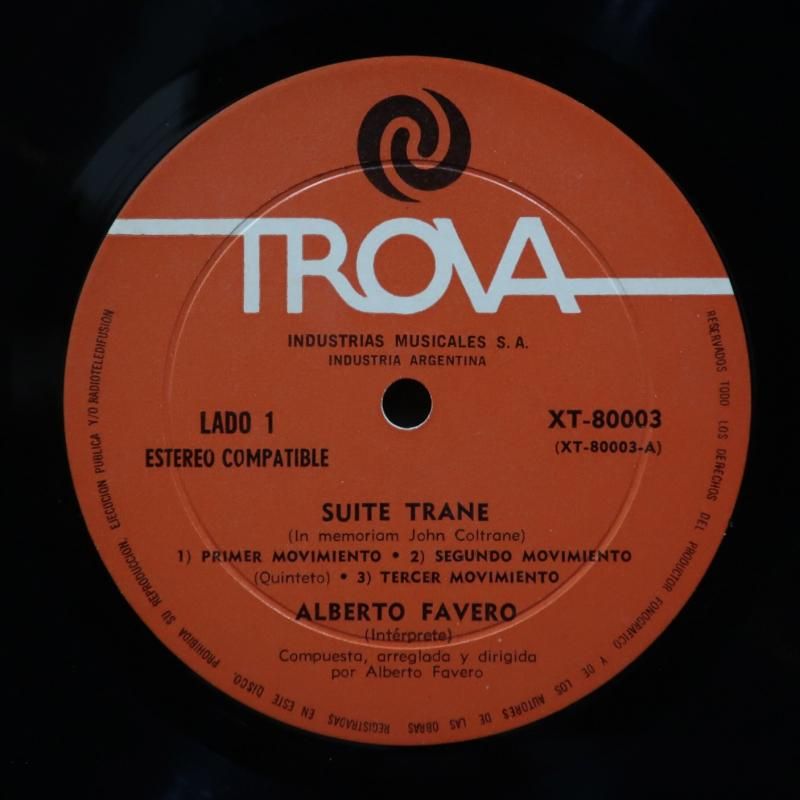 TROVA
INDUSTRIAS MUSICALES S. A.
INDUSTRIA ARGENTINA
LADO 1
ESTEREO COMPATIBLE
XT-80003
(XT-80003-A)
SUITE TRANE
(In memoriam John Coltrane)
1) PRIMER MOVIMIENTO • 2) SEGUNDO MOVIMIENTO
(Quinteto) • 3) TERCER MOVIMIENTO
ALBERTO FAVERO
(Intérprete)
Compuesta, arreglada y dirigida
por Alberto Favero
RESERVADOS TODO LOS DERECHOS DEL PRODUCTOR FONOGRAFICO Y DE LOS AUTORES DE LAS OBRAS REGISTRADAS EN ESTE DISCO. PROHIBIDA SU REPRODUCCION, EJECUCION PUBLICA Y/O RADIOTELEDIFUSIÓN